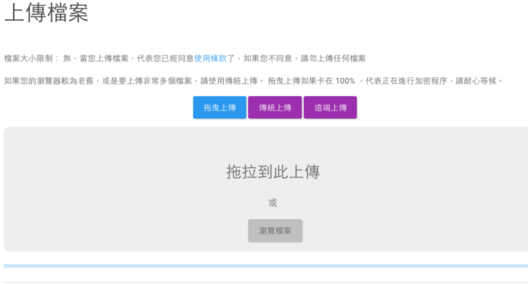 上傳檔案
檔案大小限制： 無，當您上傳檔案，代表您已經同意使用條款了，如果您不同意，請勿上傳任何檔案
如果您的瀏覽器較為老舊，或是要上傳非常多個檔案，請使用傳統上傳， 拖曳上傳如果卡在 100% ，代表正在進行加密程序，請耐心等候。
拖曳上傳 傳統上傳 遠端上傳
拖拉到此上傳
或
瀏覽檔案